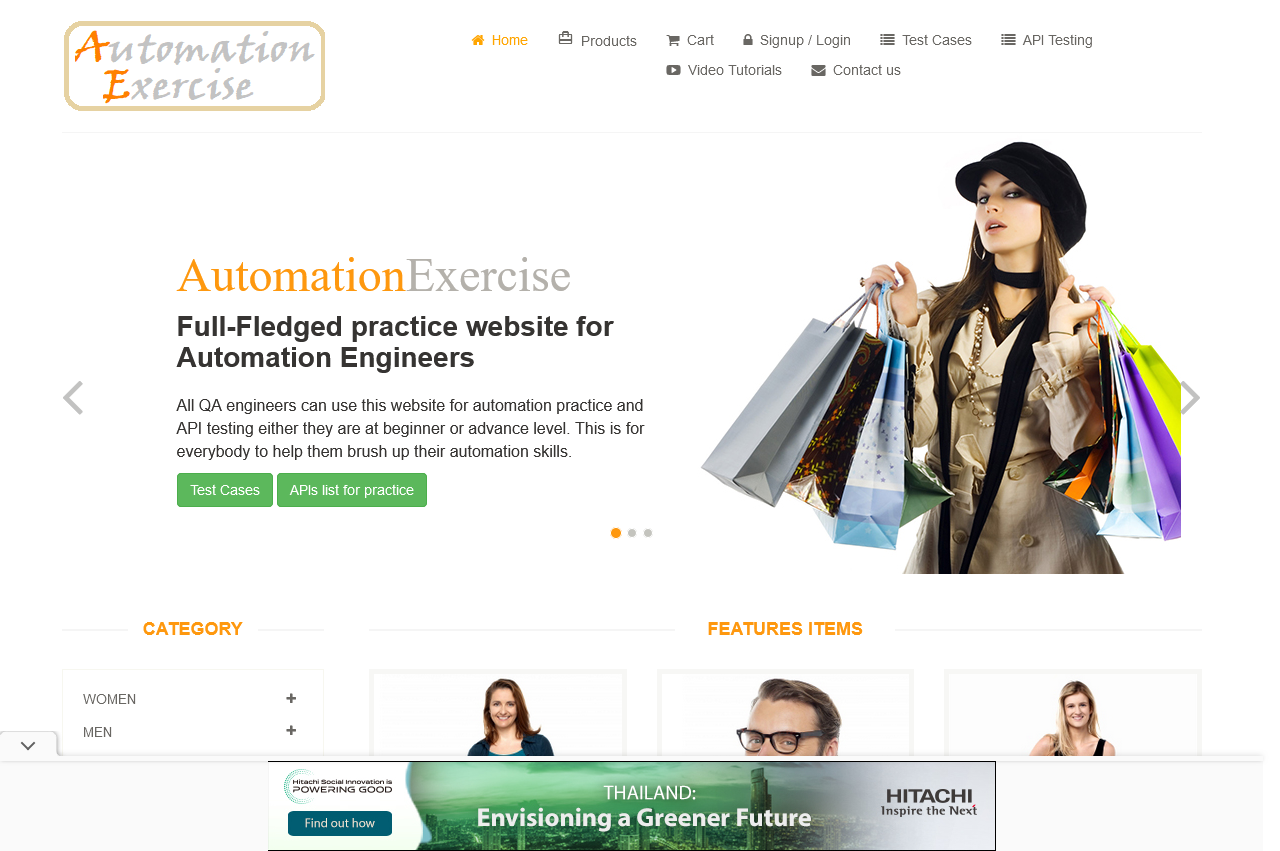 Automation
Exercise
Home Products Cart Signup / Login Test Cases API Testing
Video Tutorials Contact us
AutomationExercise
Full-Fledged practice website for
Automation Engineers
All QA engineers can use this website for automation practice and
API testing either they are at beginner or advance level. This is for
everybody to help them brush up their automation skills.
Test Cases APIs list for practice
CATEGORY
FEATURES ITEMS
WOMEN
MEN
Hitachi Social Innovation is
POWERING GOOD
Find out how
THAILAND:
Envisioning a Greener Future
HITACHI
Inspire the Next